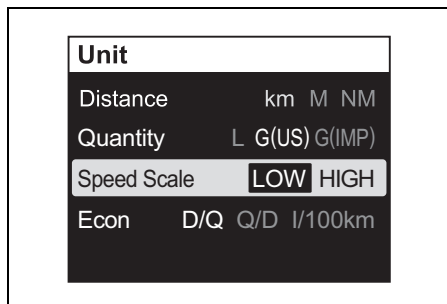 Unit
Distance km M NM
Quantity L G(US) G(IMP)
Speed Scale LOW HIGH
Econ D/Q Q/D l/100km